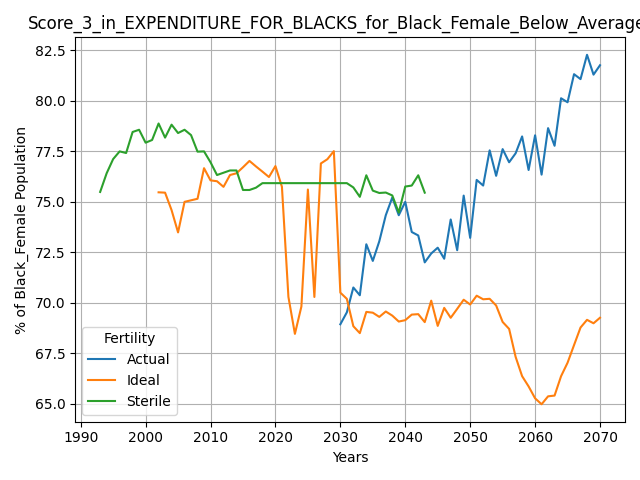 Score_3_in_EXPENDITURE_FOR_BLACKS_for_Black_Female_Below_Average
% of Black_Female Population
82.5
80.0
77.5
75.0
72.5
70.0
67.5
65.0
Fertility
Actual
Ideal
Sterile
1990 2000 2010 2020 2030 2040 2050 2060 2070
Years